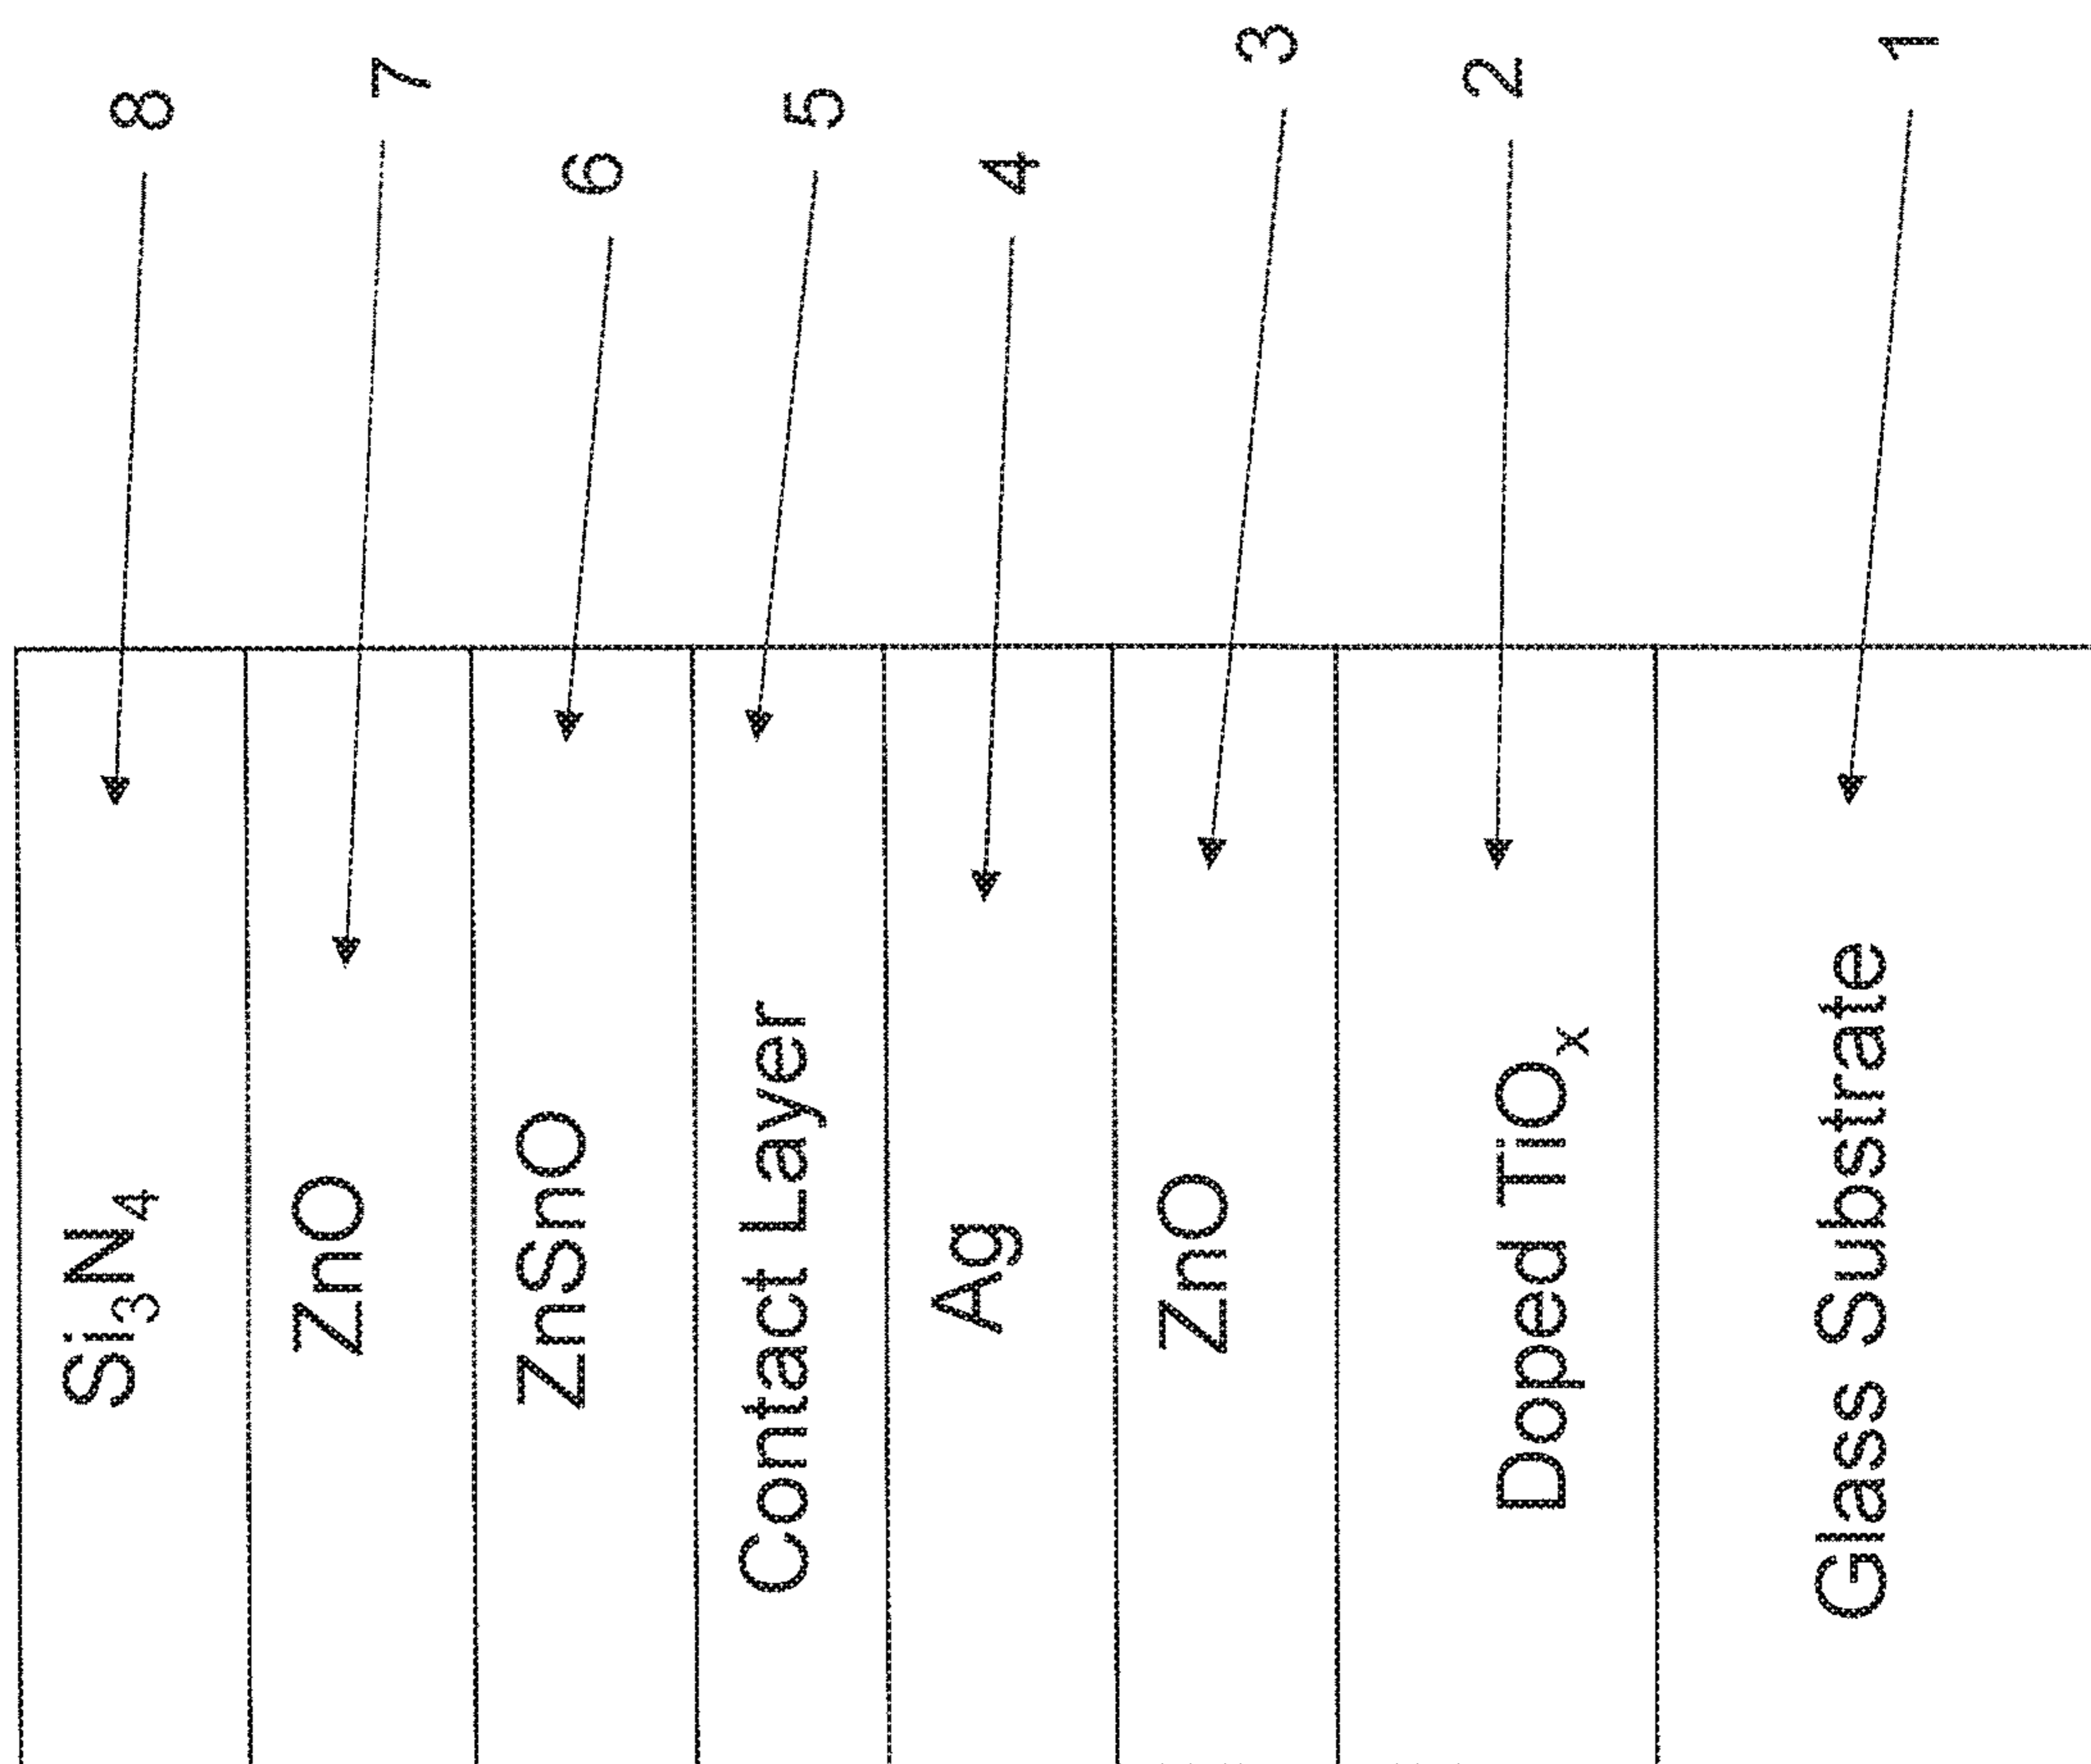 Si₃N₄ 8
ZnO 7
ZnSnO 6
Contact Layer 5
Ag 4
ZnO 3
Doped TiOₓ 2
Glass Substrate 1